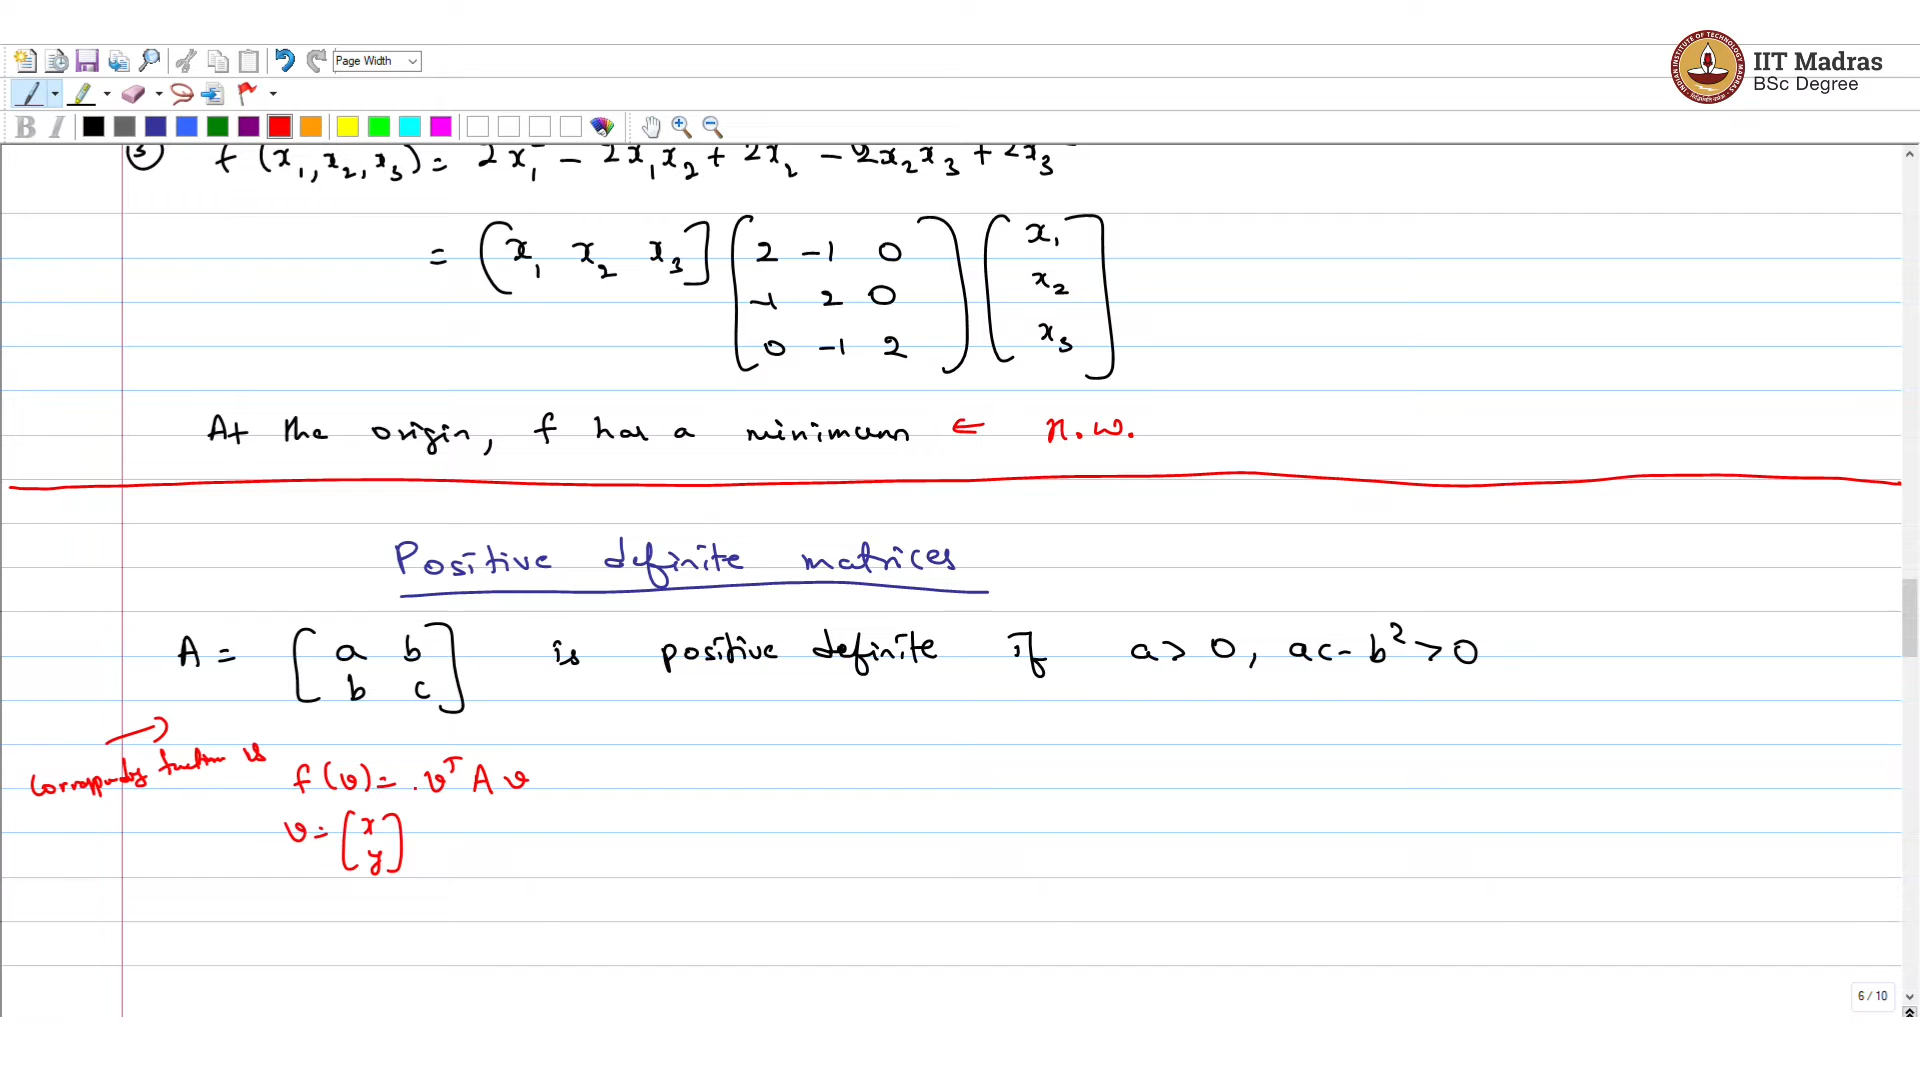 IIT Madras
BSc Degree
Page Width
B I
(3) f(x₁,x₂,x₃) = 2x₁² - 2x₁x₂ + 2x₂² - 2x₂x₃ + 2x₃²
= [x₁ x₂ x₃] [2 -1 0; -1 2 0; 0 -1 2] [x₁; x₂; x₃]
At the origin, f has a minimum ⇐ H.W.
Positive definite matrices
A = [a b; b c] is positive definite if a > 0, ac - b² > 0
Corresponding function is
f(v) = vᵀ A v
v = [x; y]
6 / 10